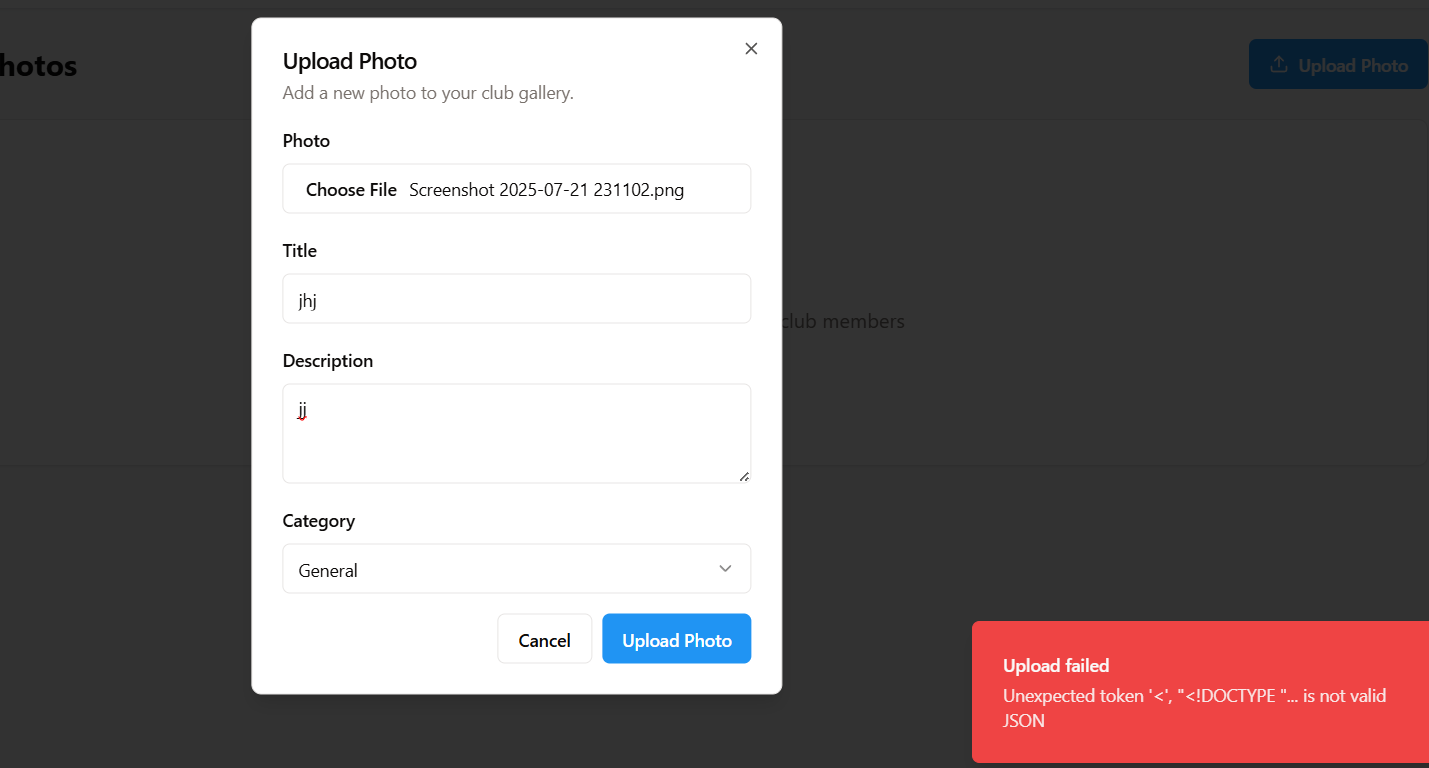 Upload Photo
Add a new photo to your club gallery.
hotos
Upload Photo
Photo
Choose File Screenshot 2025-07-21 231102.png
Title
jhj
club members
Description
jj
Category
General
Cancel
Upload Photo
Upload failed
Unexpected token '<', "<!DOCTYPE "... is not valid
JSON